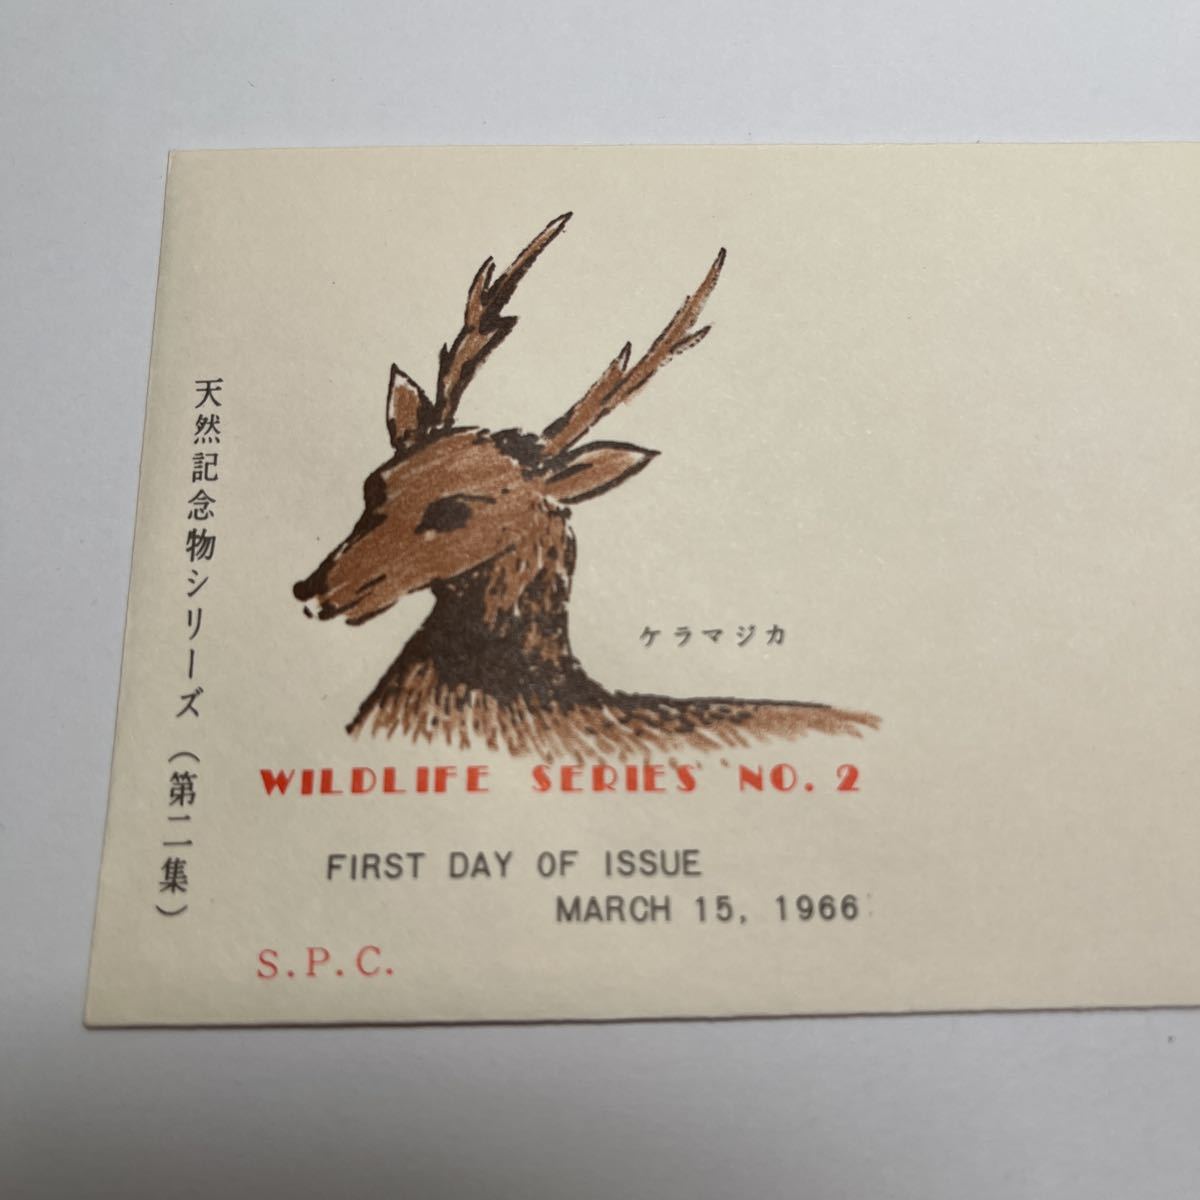 天然記念物シリーズ（第二集）
ケラマジカ
WILDLIFE SERIES NO. 2
FIRST DAY OF ISSUE
MARCH 15, 1966
S.P.C.